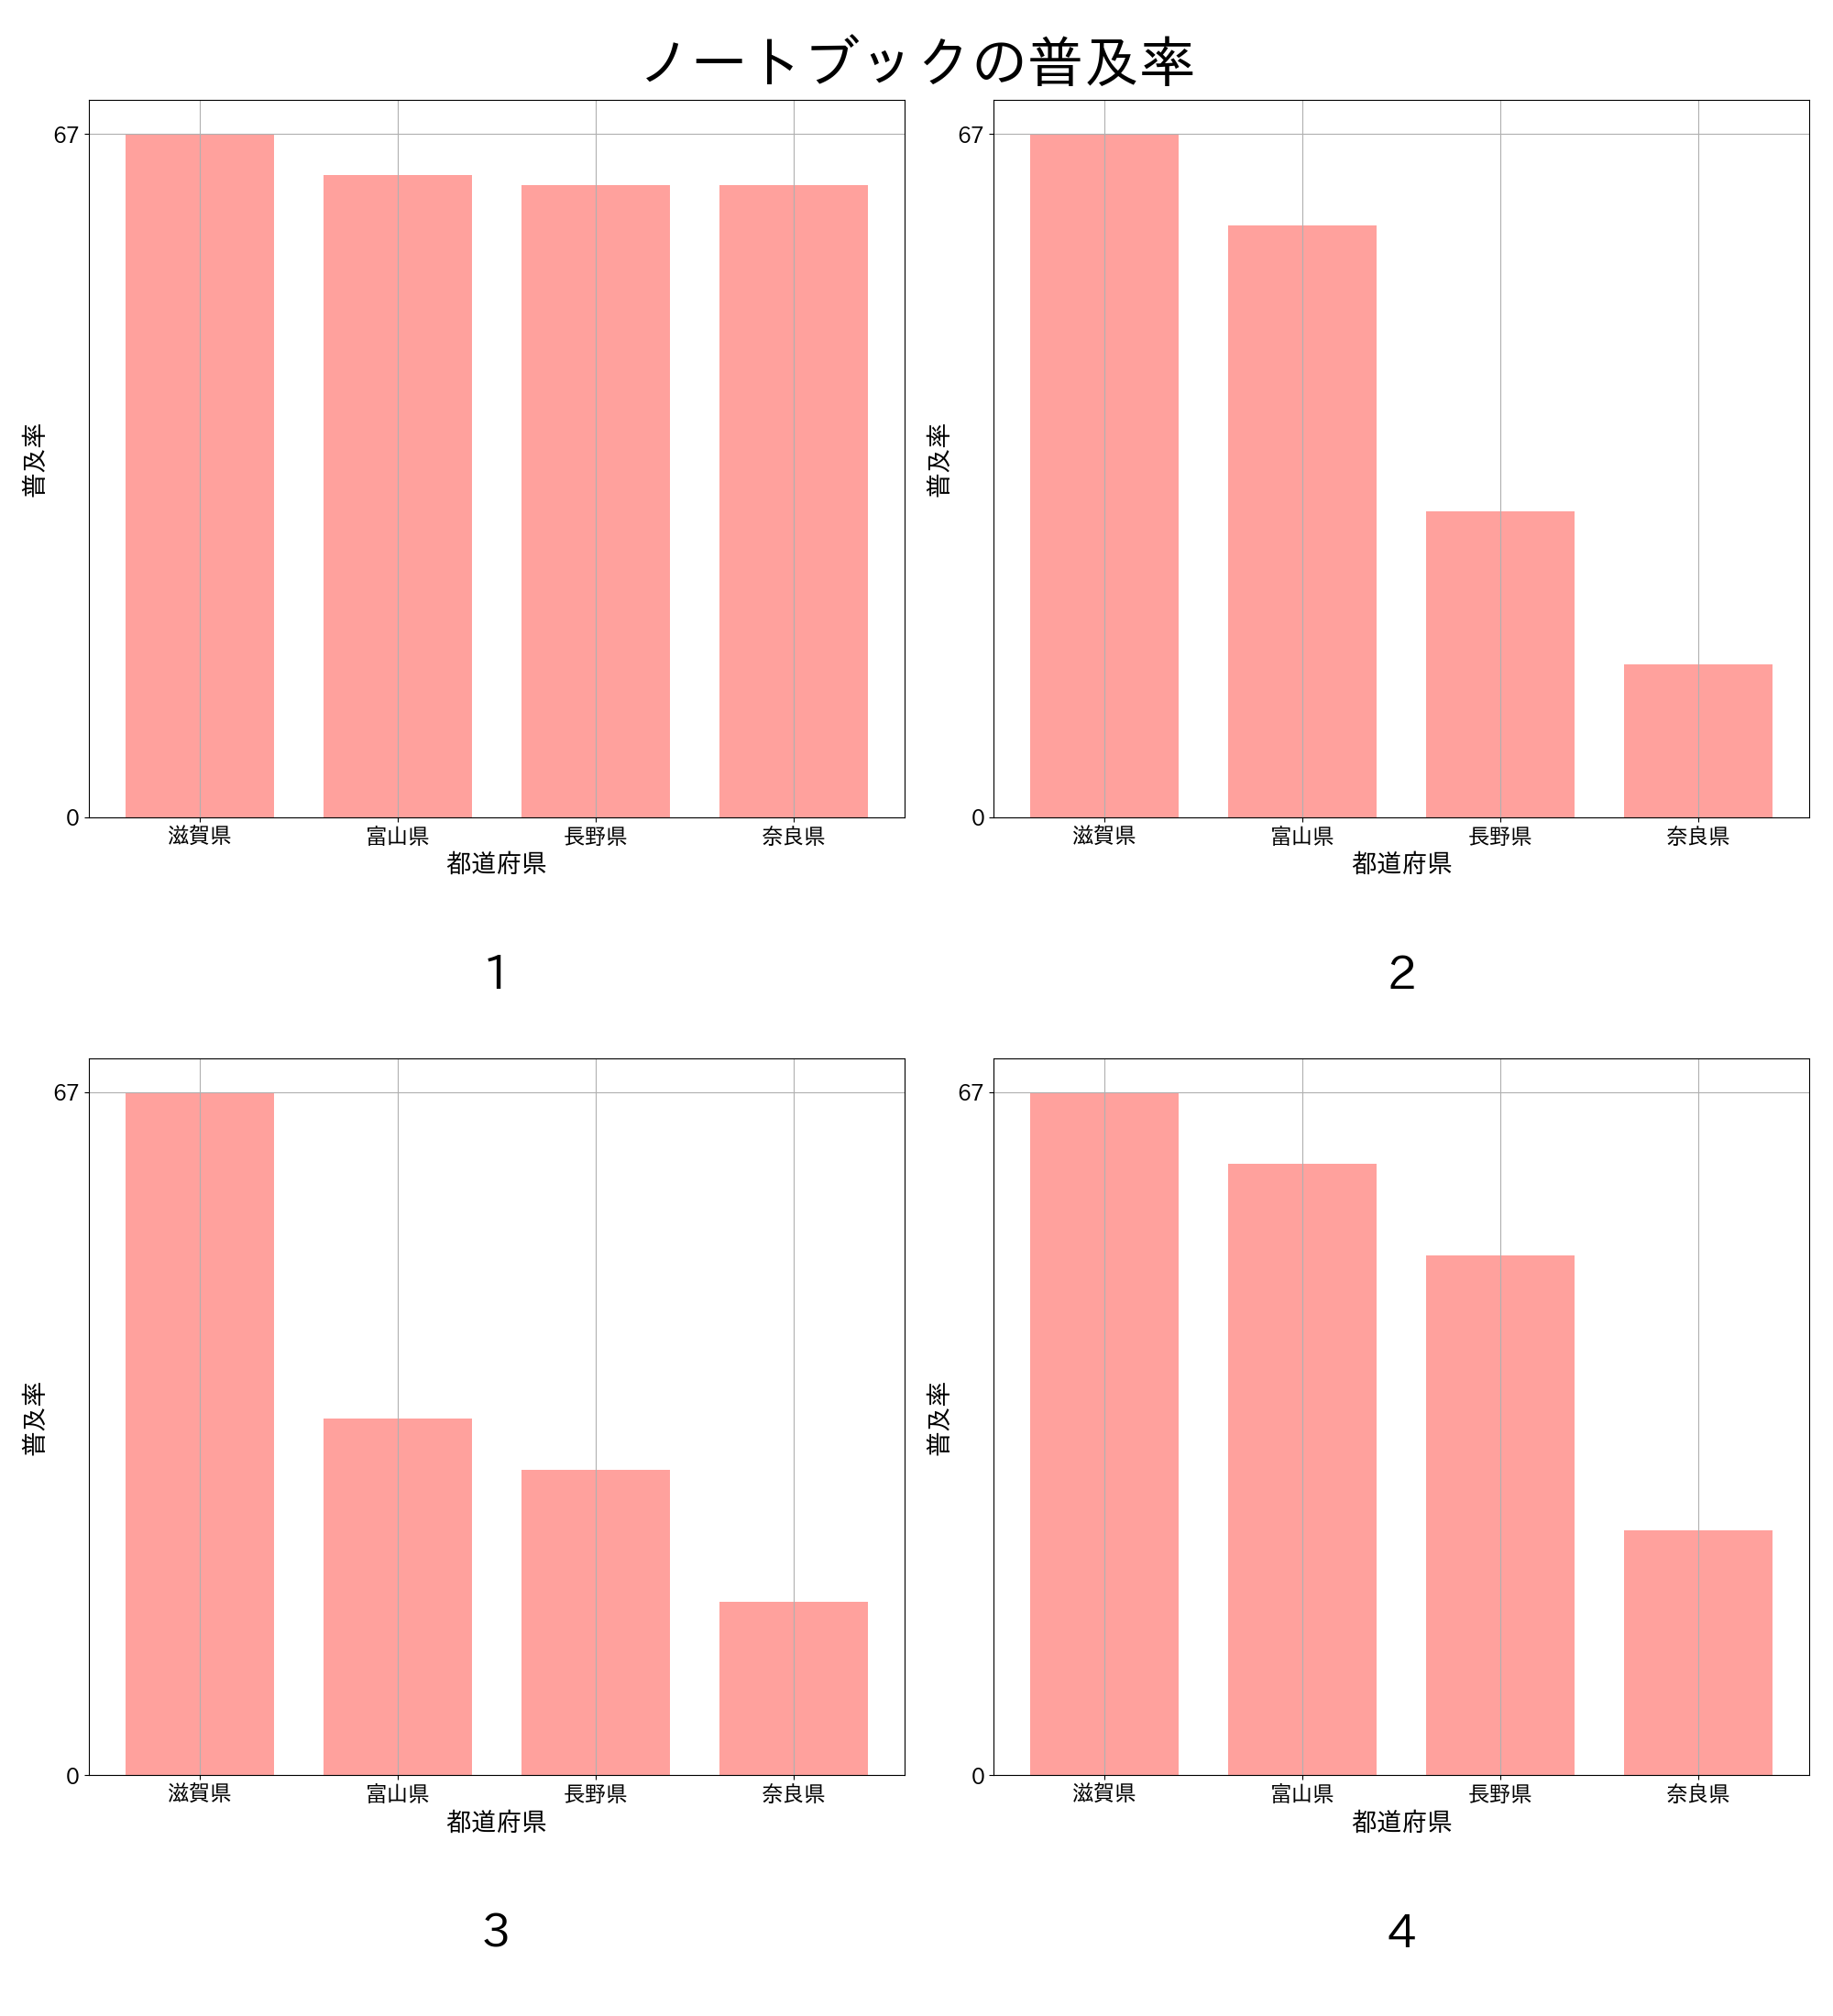 ノートブックの普及率
67
0
普及率
滋賀県 富山県 長野県 奈良県
都道府県
1
67
0
普及率
滋賀県 富山県 長野県 奈良県
都道府県
2
67
0
普及率
滋賀県 富山県 長野県 奈良県
都道府県
3
67
0
普及率
滋賀県 富山県 長野県 奈良県
都道府県
4